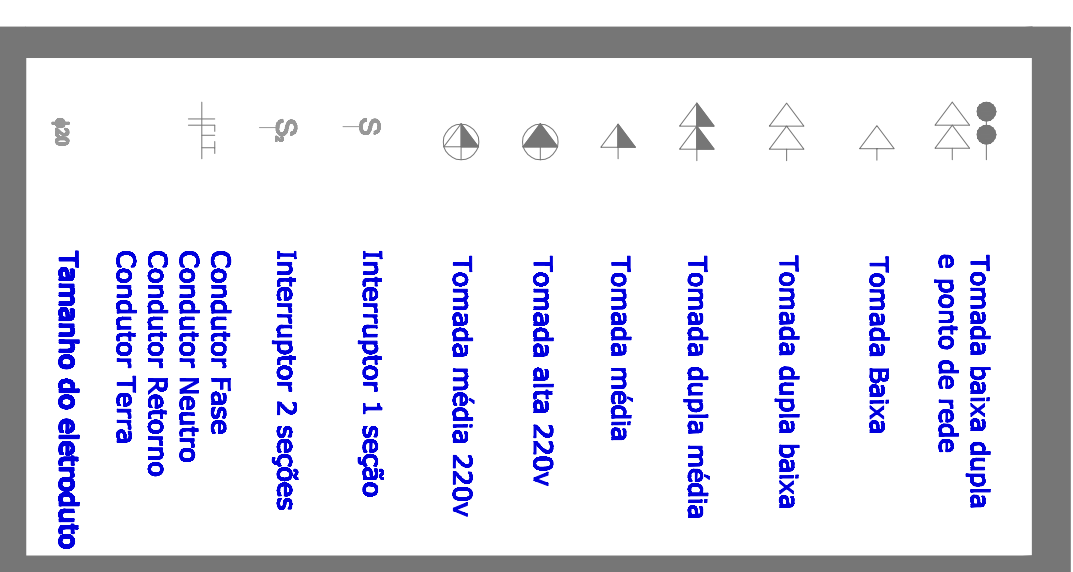 Tomada baixa dupla
e ponto de rede
Tomada Baixa
Tomada dupla baixa
Tomada dupla média
Tomada média
Tomada alta 220v
Tomada média 220v
S
Interruptor 1 seção
S2
Interruptor 2 seções
Condutor Fase
Condutor Neutro
Condutor Retorno
Condutor Terra
ϕ20
Tamanho do eletroduto